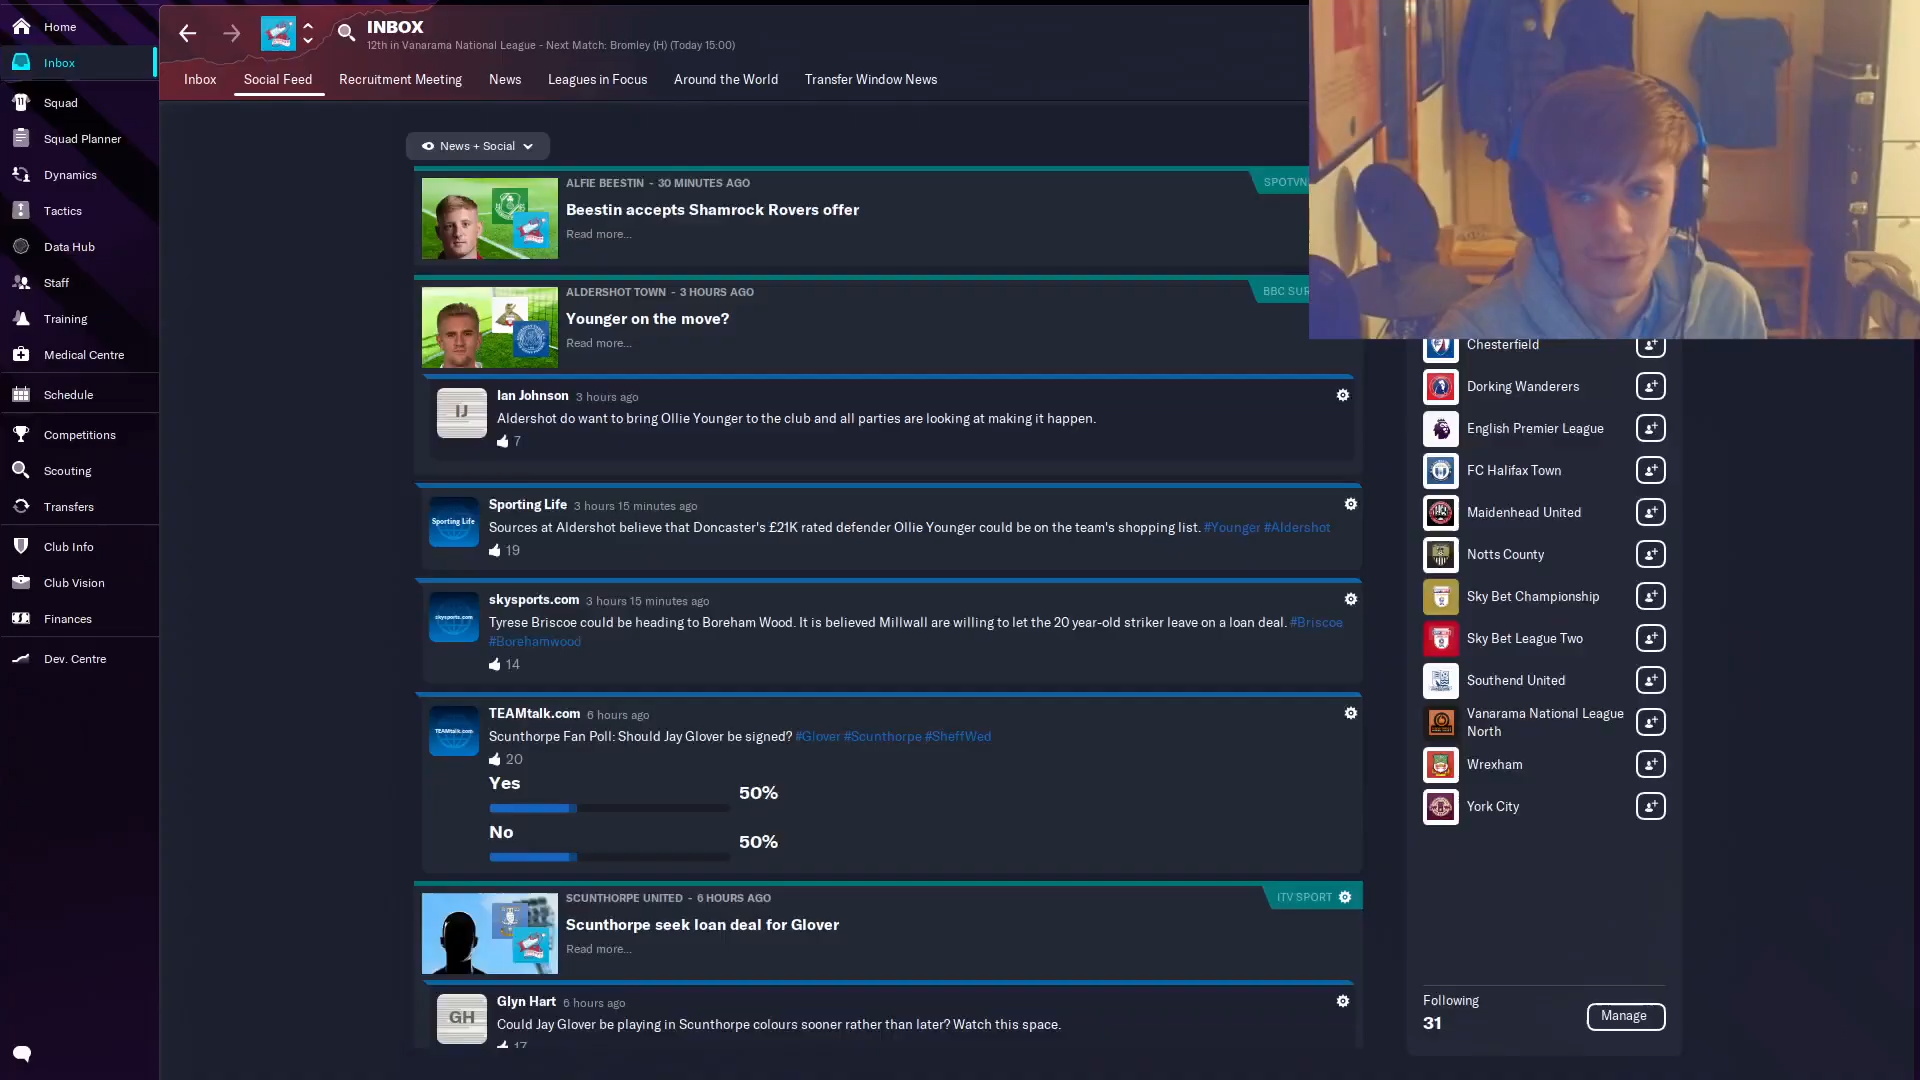 Home
Inbox
Squad
Squad Planner
Dynamics
Tactics
Data Hub
Staff
Training
Medical Centre
Schedule
Competitions
Scouting
Transfers
Club Info
Club Vision
Finances
Dev. Centre
INBOX
12th in Vanarama National League - Next Match: Bromley (H) (Today 15:00)
Inbox
Social Feed
Recruitment Meeting
News
Leagues in Focus
Around the World
Transfer Window News
News + Social
ALFIE BEESTIN - 30 MINUTES AGO
SPOTVN
Beestin accepts Shamrock Rovers offer
Read more...
ALDERSHOT TOWN - 3 HOURS AGO
BBC SUR
Younger on the move?
Read more...
IJ
Ian Johnson 3 hours ago
Aldershot do want to bring Ollie Younger to the club and all parties are looking at making it happen.
7
Sporting Life
Sporting Life 3 hours 15 minutes ago
Sources at Aldershot believe that Doncaster's £21K rated defender Ollie Younger could be on the team's shopping list. #Younger #Aldershot
19
skysports.com
skysports.com 3 hours 15 minutes ago
Tyrese Briscoe could be heading to Boreham Wood. It is believed Millwall are willing to let the 20 year-old striker leave on a loan deal. #Briscoe
#Borehamwood
14
TEAMtalk.com
TEAMtalk.com 6 hours ago
Scunthorpe Fan Poll: Should Jay Glover be signed? #Glover #Scunthorpe #SheffWed
20
Yes
50%
No
50%
SCUNTHORPE UNITED - 6 HOURS AGO
ITV SPORT
Scunthorpe seek loan deal for Glover
Read more...
GH
Glyn Hart 6 hours ago
Could Jay Glover be playing in Scunthorpe colours sooner rather than later? Watch this space.
17
Chesterfield
Dorking Wanderers
English Premier League
FC Halifax Town
Maidenhead United
Notts County
Sky Bet Championship
Sky Bet League Two
Southend United
Vanarama National League
North
Wrexham
York City
Following
31
Manage